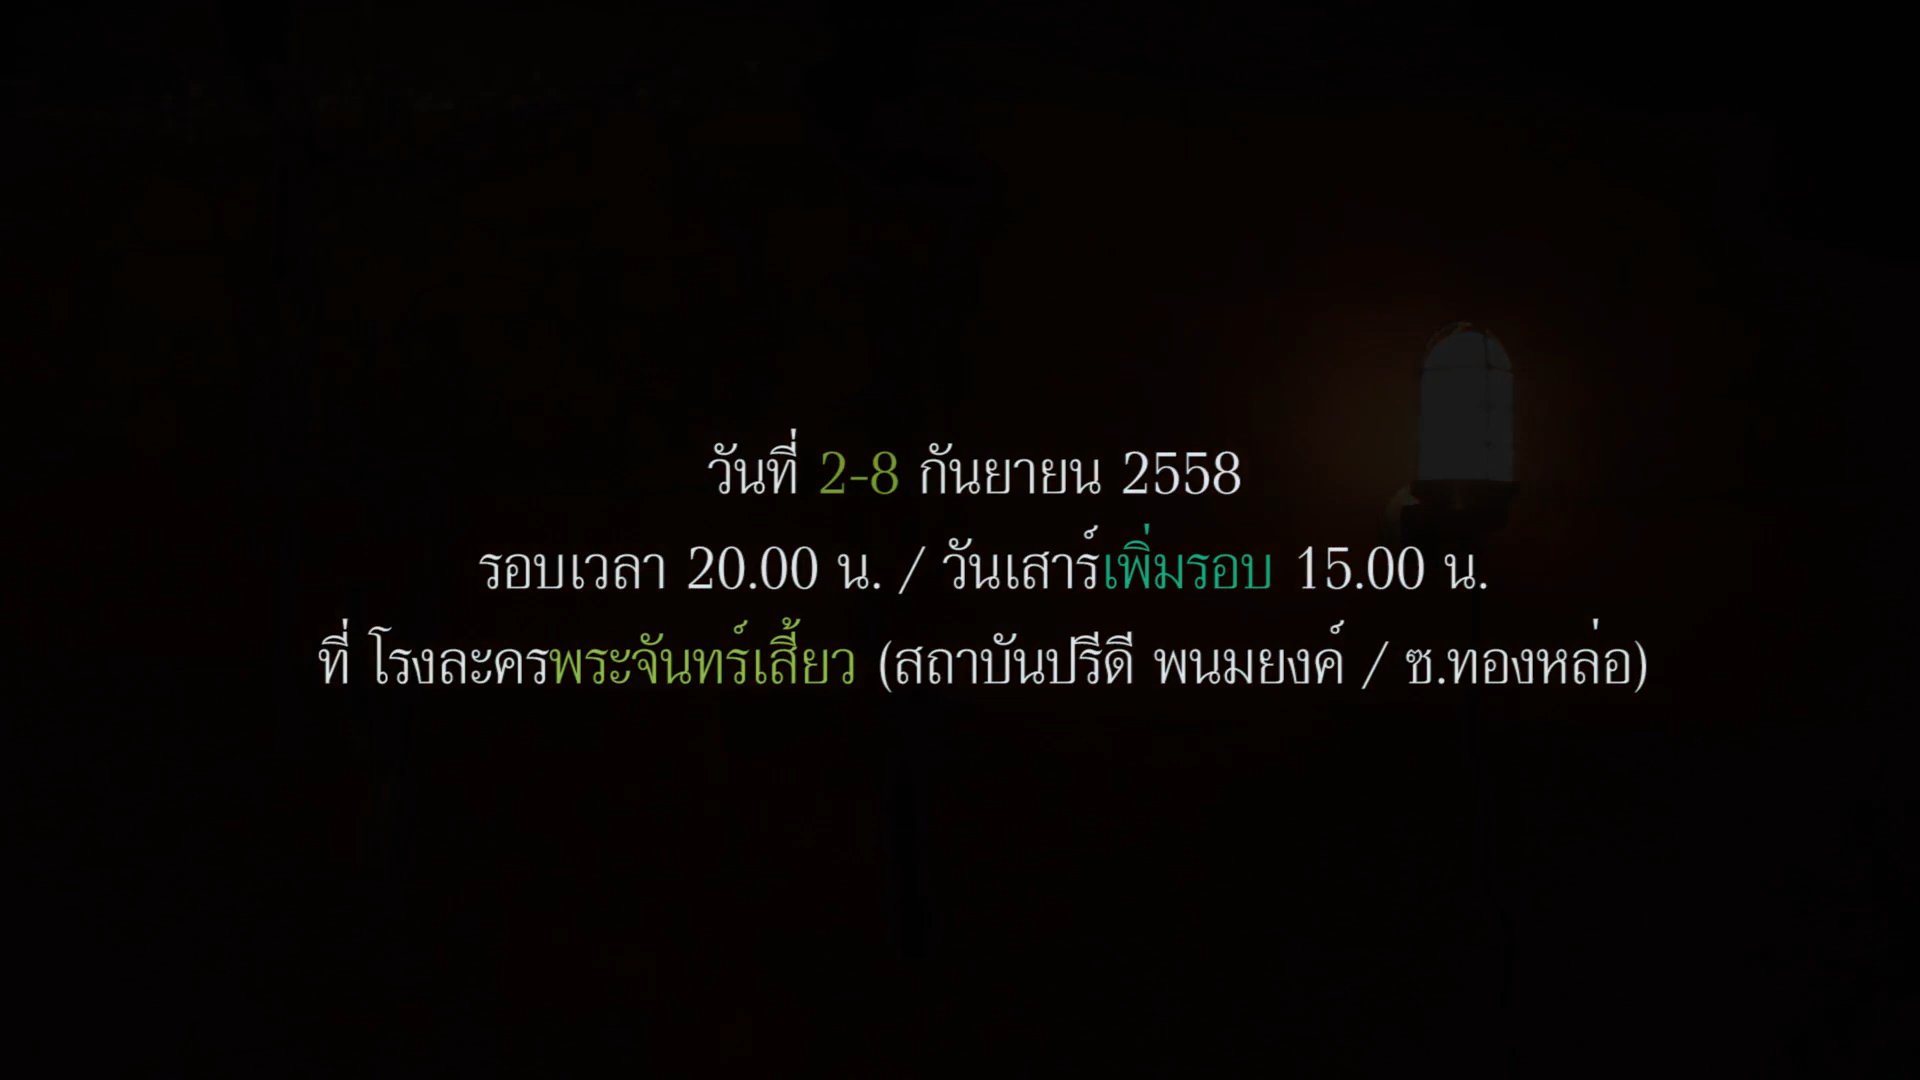 วันที่ 2-8 กันยายน 2558
รอบเวลา 20.00 น. / วันเสาร์เพิ่มรอบ 15.00 น.
ที่ โรงละครพระจันทร์เสี้ยว (สถาบันปรีดี พนมยงค์ / ซ.ทองหล่อ)